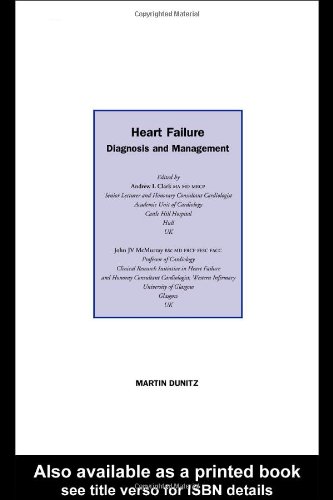 Copyrighted Material
Heart Failure
Diagnosis and Management
Edited by
Andrew L Clark MA MD MRCP
Senior Lecturer and Honorary Consultant Cardiologist
Academic Unit of Cardiology
Castle Hill Hospital
Hull
UK
John JV McMurray BSc MD FRCP FESC FACC
Professor of Cardiology
Clinical Research Initiative in Heart Failure
and Honorary Consultant Cardiologist, Western Infirmary
University of Glasgow
Glasgow
UK
MARTIN DUNITZ
Also available as a printed book
see title verso for ISBN details
Copyrighted Material